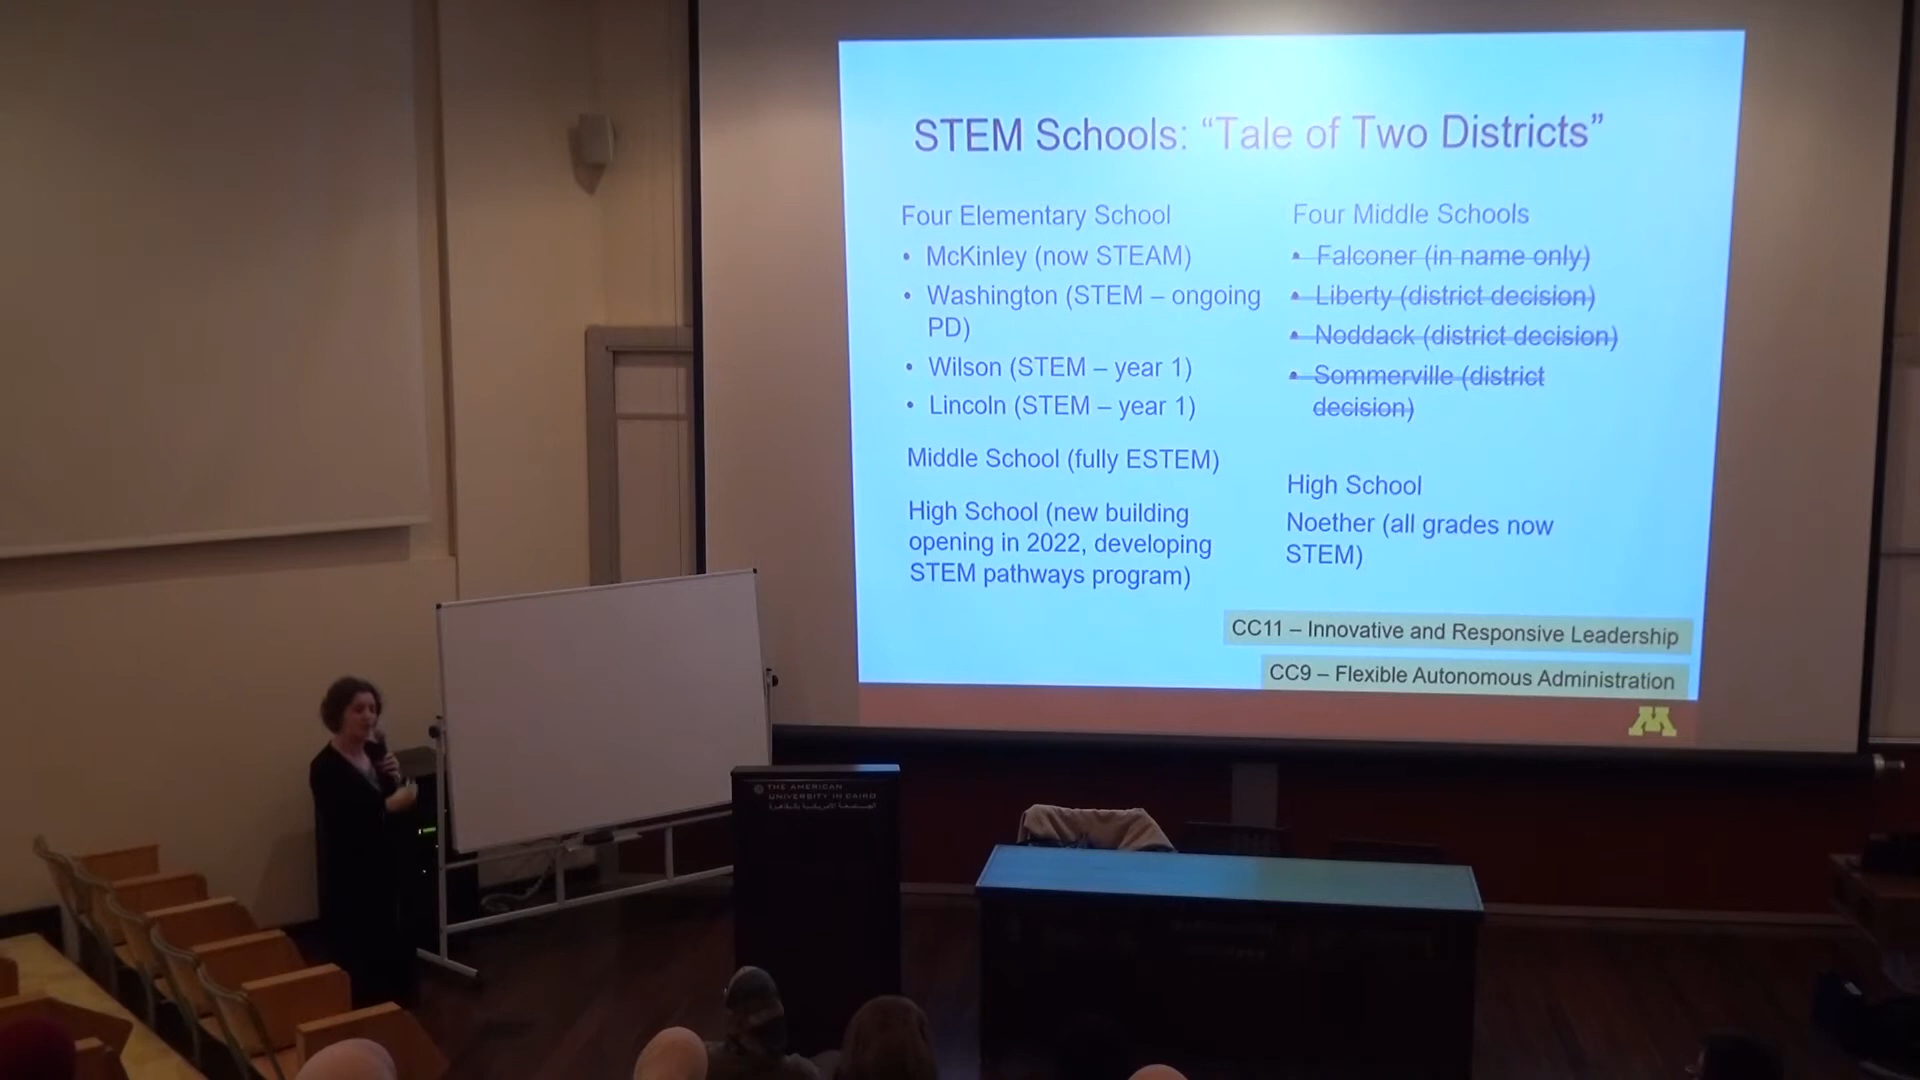 STEM Schools: “Tale of Two Districts”
Four Elementary School
• McKinley (now STEAM)
• Washington (STEM – ongoing
PD)
• Wilson (STEM – year 1)
• Lincoln (STEM – year 1)
Middle School (fully ESTEM)
High School (new building
opening in 2022, developing
STEM pathways program)
Four Middle Schools
• Falconer (in name only)
• Liberty (district decision)
• Noddack (district decision)
• Sommerville (district
decision)
High School
Noether (all grades now
STEM)
CC11 – Innovative and Responsive Leadership
CC9 – Flexible Autonomous Administration
M
THE AMERICAN
UNIVERSITY IN CAIRO
الجامعة الأمريكية بالقاهرة